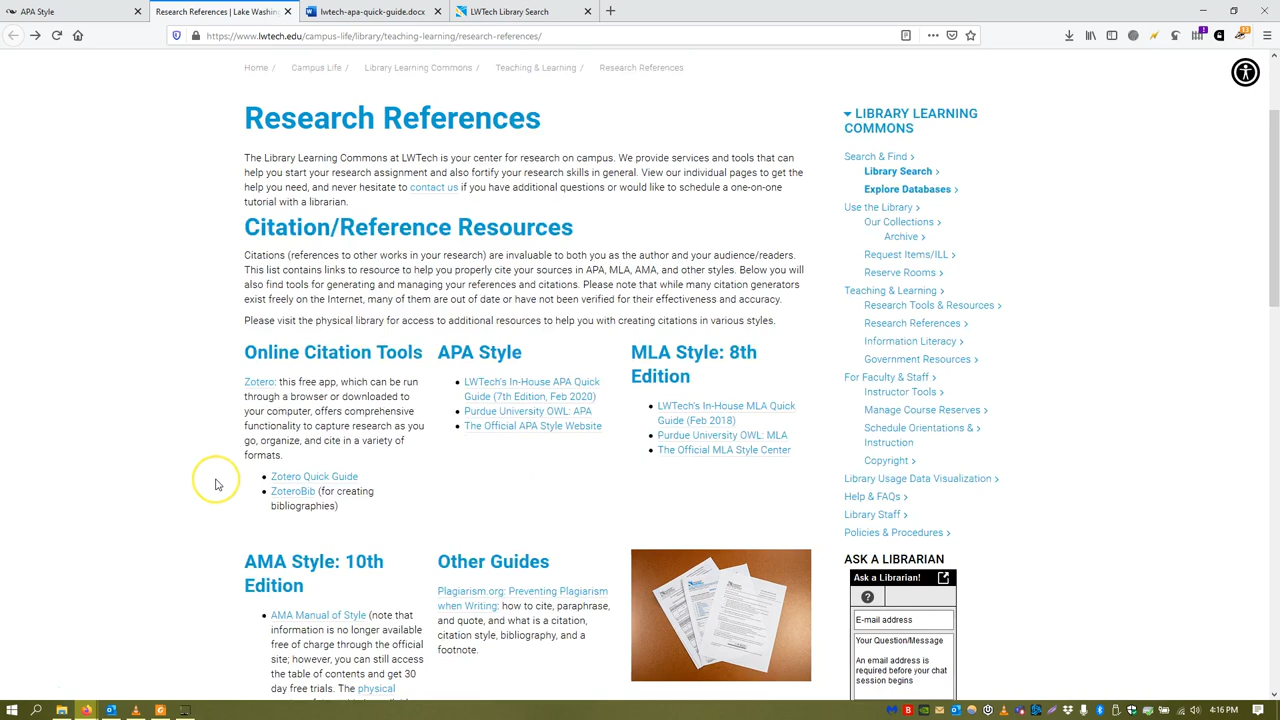 APA Style
Research References | Lake Washin
lwtech-apa-quick-guide.docx
LWTech Library Search
https://www.lwtech.edu/campus-life/library/teaching-learning/research-references/
Home / Campus Life / Library Learning Commons / Teaching & Learning / Research References
Research References
The Library Learning Commons at LWTech is your center for research on campus. We provide services and tools that can
help you start your research assignment and also fortify your research skills in general. View our individual pages to get the
help you need, and never hesitate to contact us if you have additional questions or would like to schedule a one-on-one
tutorial with a librarian.
Citation/Reference Resources
Citations (references to other works in your research) are invaluable to both you as the author and your audience/readers.
This list contains links to resource to help you properly cite your sources in APA, MLA, AMA, and other styles. Below you will
also find tools for generating and managing your references and citations. Please note that while many citation generators
exist freely on the Internet, many of them are out of date or have not been verified for their effectiveness and accuracy.
Please visit the physical library for access to additional resources to help you with creating citations in various styles.
Online Citation Tools
Zotero: this free app, which can be run
through a browser or downloaded to
your computer, offers comprehensive
functionality to capture research as you
go, organize, and cite in a variety of
formats.
• Zotero Quick Guide
• ZoteroBib (for creating
bibliographies)
APA Style
• LWTech's In-House APA Quick
Guide (7th Edition, Feb 2020)
• Purdue University OWL: APA
• The Official APA Style Website
MLA Style: 8th
Edition
• LWTech's In-House MLA Quick
Guide (Feb 2018)
• Purdue University OWL: MLA
• The Official MLA Style Center
AMA Style: 10th
Edition
• AMA Manual of Style (note that
information is no longer available
free of charge through the official
site; however, you can still access
the table of contents and get 30
day free trials. The physical
Other Guides
Plagiarism.org: Preventing Plagiarism
when Writing: how to cite, paraphrase,
and quote, and what is a citation,
citation style, bibliography, and a
footnote.
LIBRARY LEARNING
COMMONS
Search & Find
Library Search
Explore Databases
Use the Library
Our Collections
Archive
Request Items/ILL
Reserve Rooms
Teaching & Learning
Research Tools & Resources
Research References
Information Literacy
Government Resources
For Faculty & Staff
Instructor Tools
Manage Course Reserves
Schedule Orientations &
Instruction
Copyright
Library Usage Data Visualization
Help & FAQs
Library Staff
Policies & Procedures
ASK A LIBRARIAN
Ask a Librarian!
?
E-mail address
Your Question/Message
An email address is
required before your chat
session begins
4:16 PM